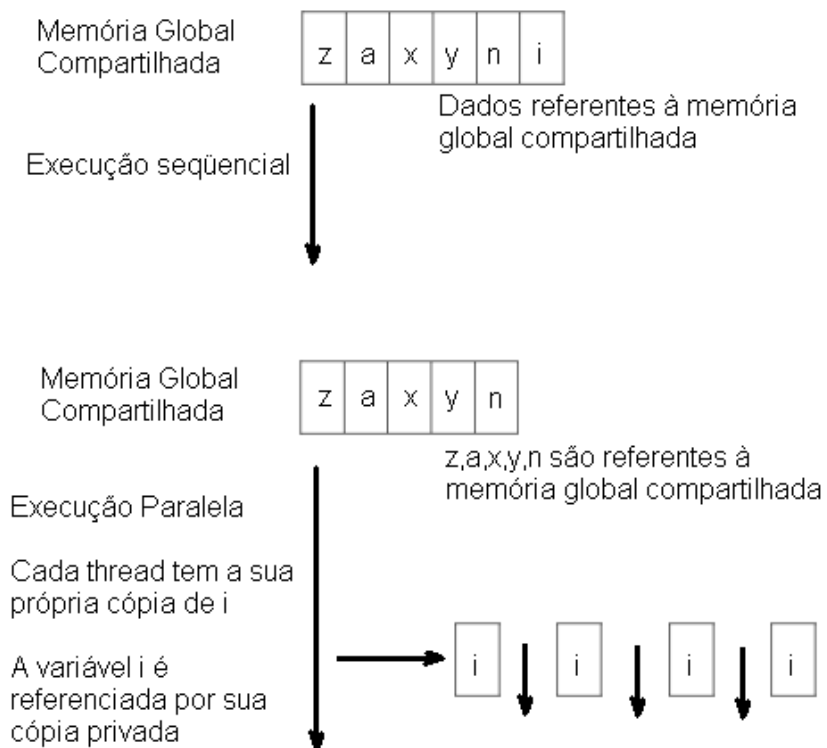 Memória Global
Compartilhada
z a x y n i
Dados referentes à memória
global compartilhada
Execução seqüencial
Memória Global
Compartilhada
z a x y n
z,a,x,y,n são referentes à
memória global compartilhada
Execução Paralela
Cada thread tem a sua
própria cópia de i
A variável i é
referenciada por sua
cópia privada
i i i i